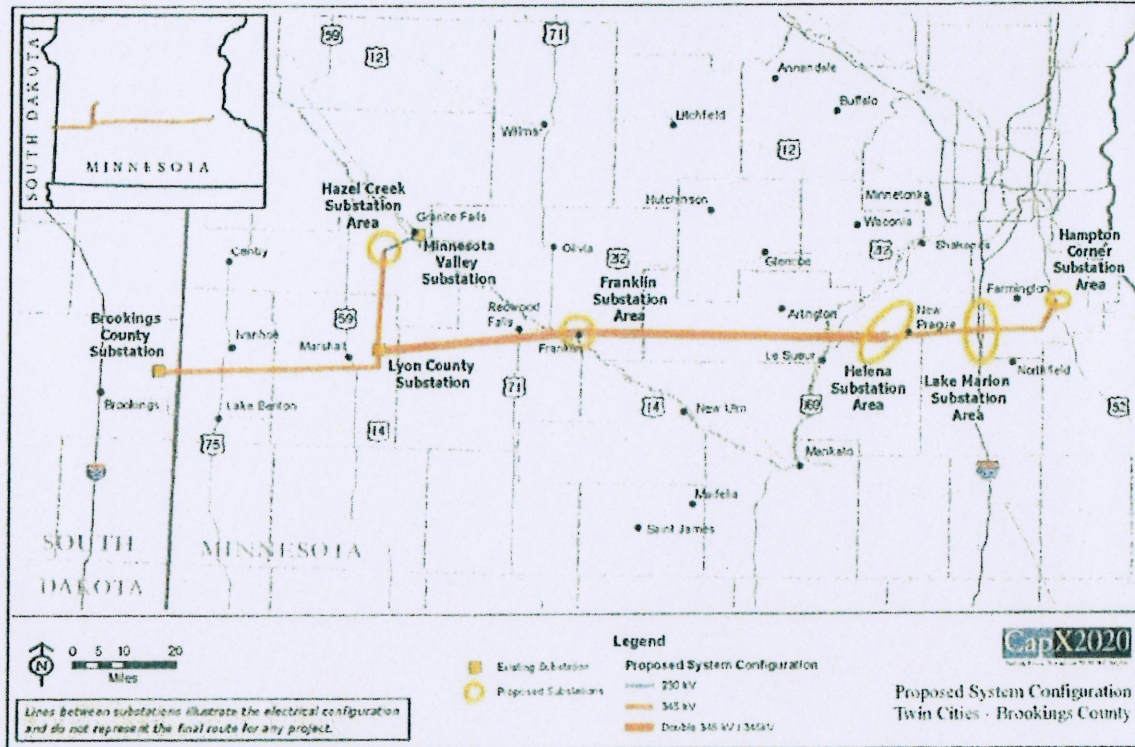 SOUTH DAKOTA
MINNESOTA
59
12
71
Annandale
Buffalo
Willmar
Litchfield
12
Hazel Creek
Substation
Area
Granite Falls
Minnesota
Valley
Substation
Hutchinson
Minnetonka
Waconia
Shakopee
Hampton
Corner
Substation
Area
Canby
Olivia
Glencoe
Franklin
Substation
Area
Farmington
Brookings
County
Substation
59
Redwood
Falls
Arlington
New
Prague
Ivanhoe
Marshall
Franklin
Le Sueur
Northfield
Lyon County
Substation
Helena
Substation
Area
Lake Marion
Substation
Area
Brookings
Lake Benton
71
14
New Ulm
169
52
75
14
Mankato
Madelia
Saint James
SOUTH
DAKOTA
MINNESOTA
N
0 5 10 20
Miles
Lines between substations illustrate the electrical configuration
and do not represent the final route for any project.
Legend
Existing Substation
Proposed Substations
Proposed System Configuration
230 kV
345 kV
Double 345 kV / 345kV
CapX2020
Proposed System Configuration
Twin Cities - Brookings County